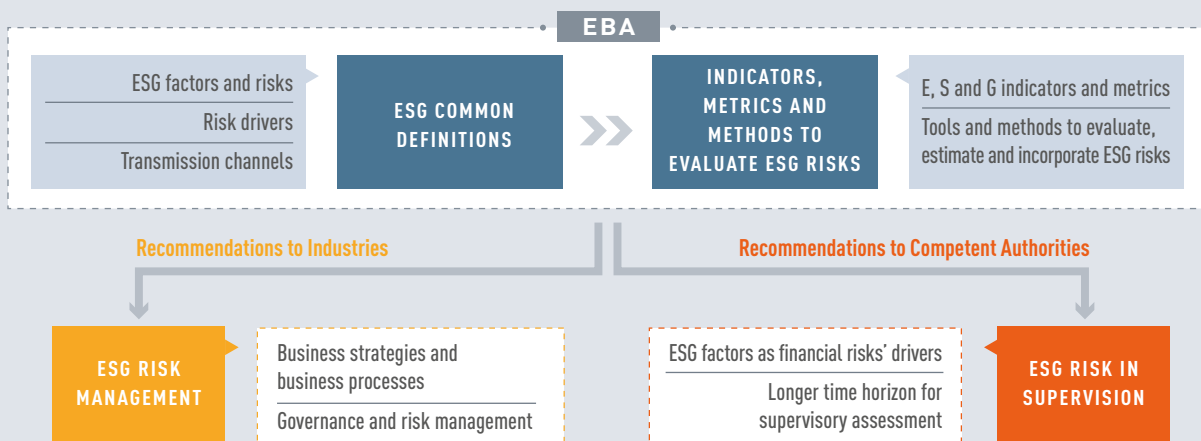 EBA
ESG factors and risks
Risk drivers
Transmission channels
ESG COMMON
DEFINITIONS
INDICATORS,
METRICS AND
METHODS TO
EVALUATE ESG RISKS
E, S and G indicators and metrics
Tools and methods to evaluate,
estimate and incorporate ESG risks
Recommendations to Industries
Recommendations to Competent Authorities
ESG RISK
MANAGEMENT
Business strategies and
business processes
Governance and risk management
ESG factors as financial risks’ drivers
Longer time horizon for
supervisory assessment
ESG RISK IN
SUPERVISION